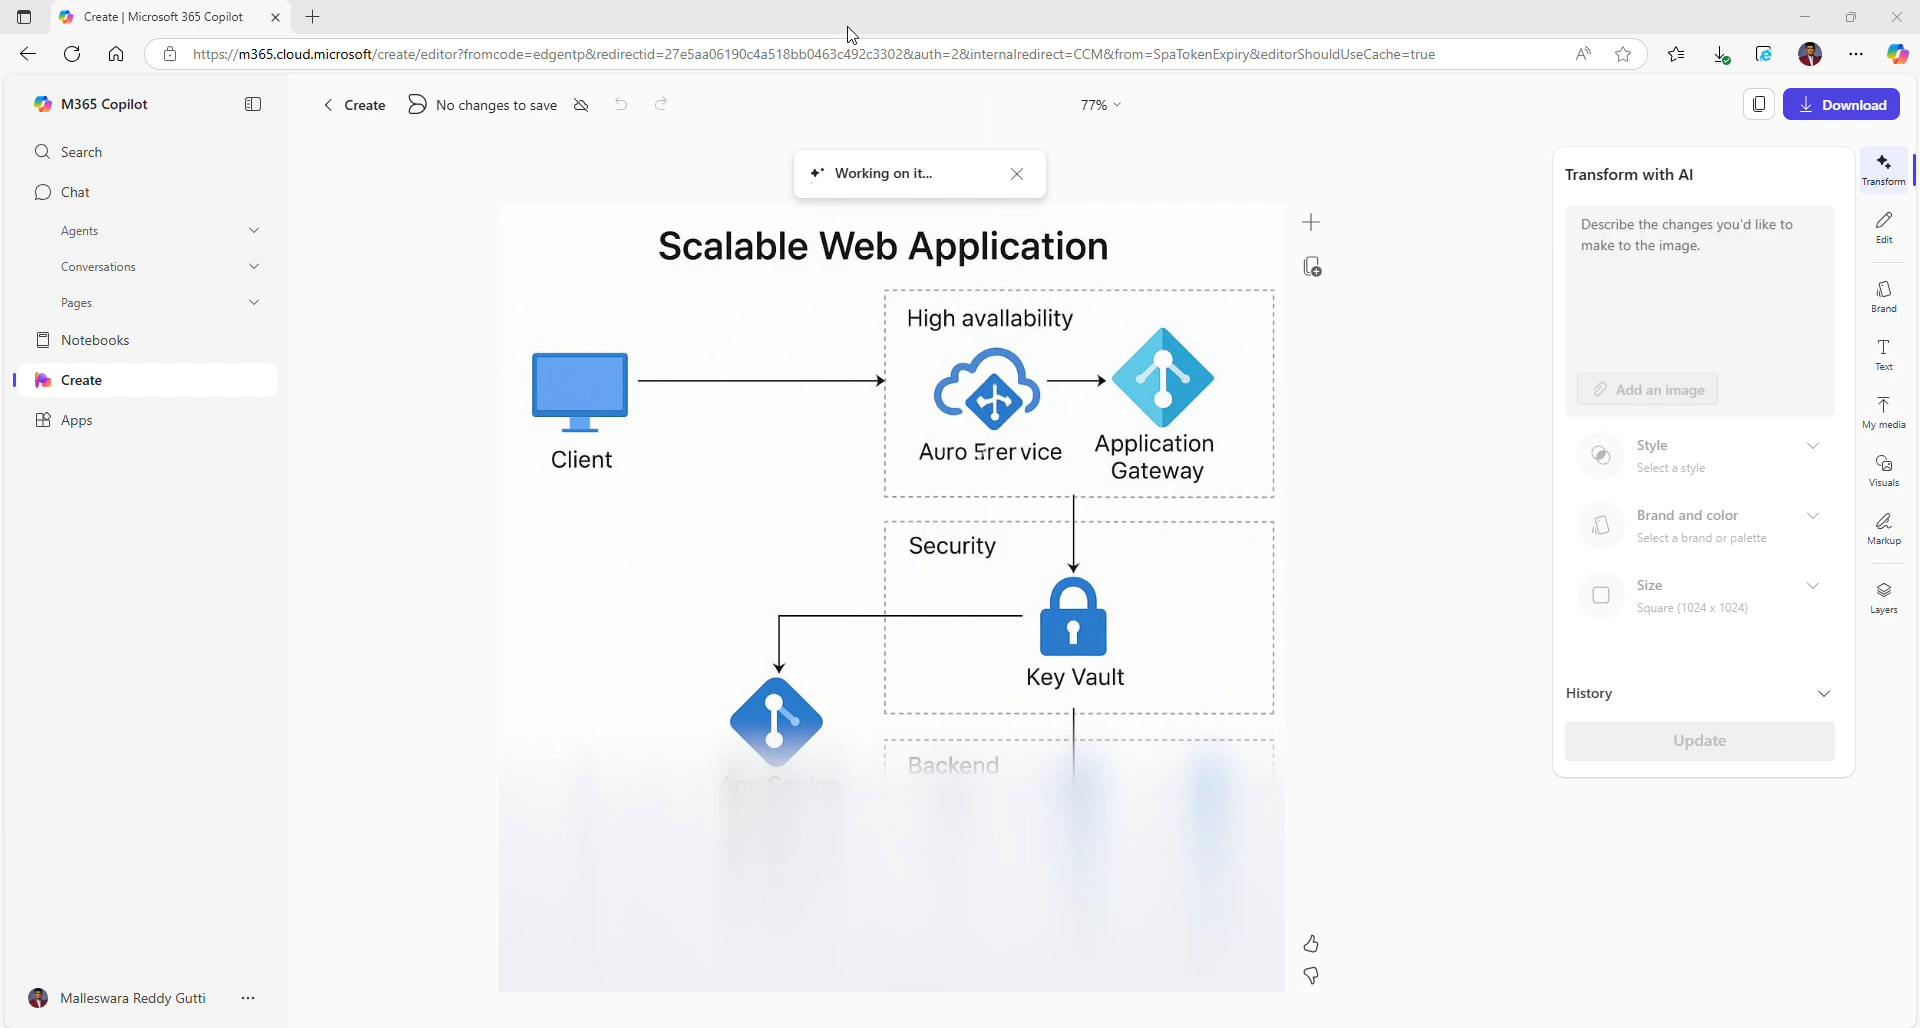 Create | Microsoft 365 Copilot
https://m365.cloud.microsoft/create/editor?fromcode=edgentp&redirectid=27e5aa06190c4a518bb0463c492c3302&auth=2&internalredirect=CCM&from=SpaTokenExpiry&editorShouldUseCache=true
M365 Copilot
Search
Chat
Agents
Conversations
Pages
Notebooks
Create
Apps
Malleswara Reddy Gutti
Create
No changes to save
77%
Download
Working on it...
Scalable Web Application
High avallability
Client
Auro Srer vice
Application
Gateway
Security
Key Vault
Backend
App Service
Transform with AI
Describe the changes you'd like to
make to the image.
Add an image
Style
Select a style
Brand and color
Select a brand or palette
Size
Square (1024 x 1024)
History
Update
Transform
Edit
Brand
Text
My media
Visuals
Markup
Layers